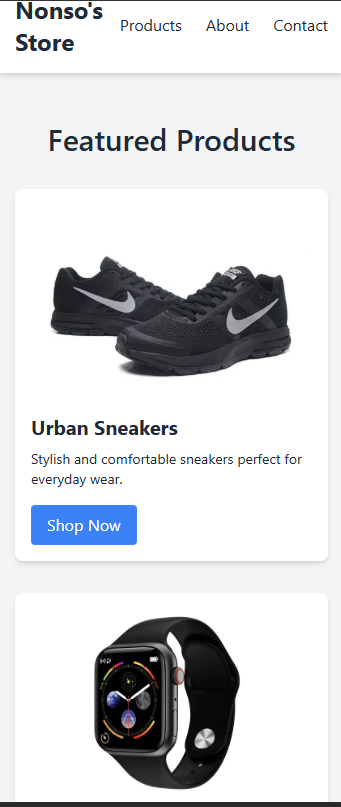 Nonso's
Store
Products
About
Contact
Featured Products
Urban Sneakers
Stylish and comfortable sneakers perfect for
everyday wear.
Shop Now